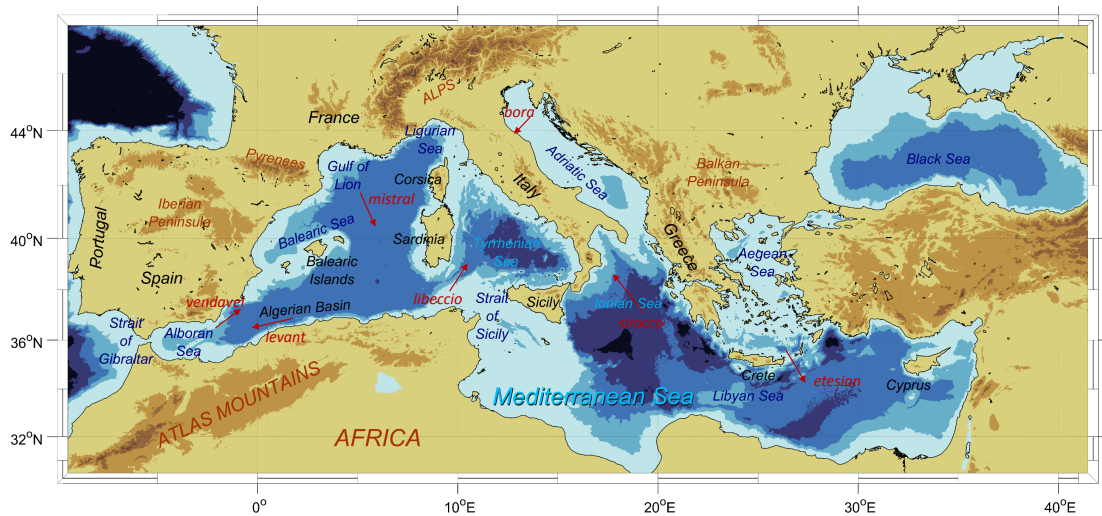 ALPS
France
bora
44°N
Ligurian
Sea
Pyrenees
Gulf of
Lion
Corsica
Adriatic Sea
Black Sea
Balkan
Peninsula
Italy
mistral
Iberian
Peninsula
Portugal
Balearic Sea
40°N
Sardinia
Tyrrhenian
Sea
Greece
Aegean
Sea
Balearic
Islands
Spain
vendavel
libeccio
Strait
of
Sicily
Sicily
Ionian Sea
sirocco
Algerian Basin
levant
Strait
of
Gibraltar
Alboran
Sea
36°N
Crete
etesian
Cyprus
Libyan Sea
Mediterranean Sea
ATLAS MOUNTAINS
AFRICA
32°N
0°
10°E
20°E
30°E
40°E